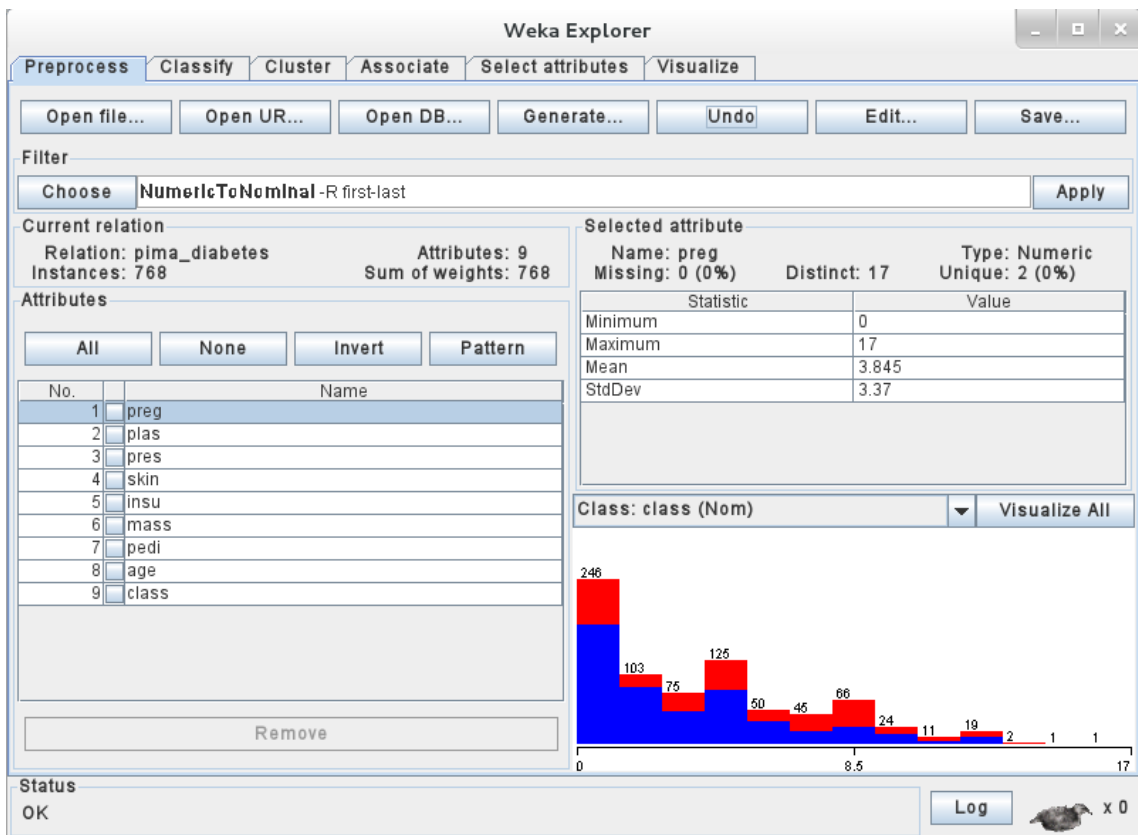 Weka Explorer
Preprocess Classify Cluster Associate Select attributes Visualize
Open file... Open UR... Open DB... Generate... Undo Edit... Save...
Filter
Choose NumericToNominal -R first-last Apply
Current relation
Relation: pima_diabetes Attributes: 9
Instances: 768 Sum of weights: 768
Attributes
All None Invert Pattern
No. Name
1 preg
2 plas
3 pres
4 skin
5 insu
6 mass
7 pedi
8 age
9 class
Remove
Selected attribute
Name: preg Type: Numeric
Missing: 0 (0%) Distinct: 17 Unique: 2 (0%)
Statistic Value
Minimum 0
Maximum 17
Mean 3.845
StdDev 3.37
Class: class (Nom) Visualize All
246 103 75 125 50 45 66 24 11 19 2 1 1
0 8.5 17
Status
OK Log x 0